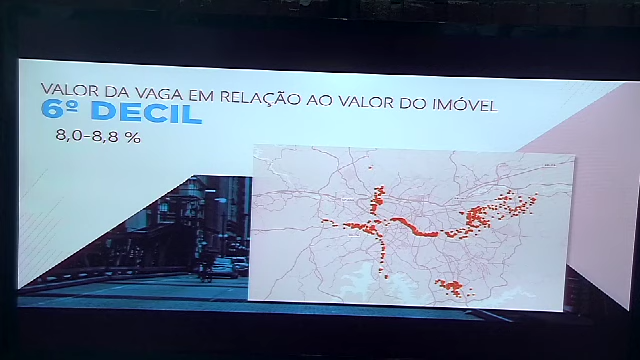 VALOR DA VAGA EM RELAÇÃO AO VALOR DO IMÓVEL
6º DECIL
8,0-8,8 %